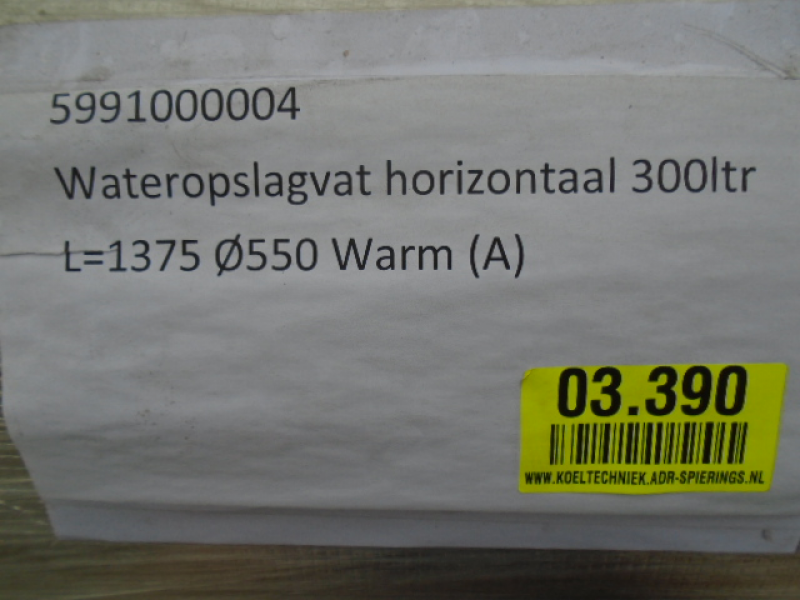 5991000004
Wateropslagvat horizontaal 300ltr
L=1375 Ø550 Warm (A)
03.390
WWW.KOELTECHNIEK.ADR-SPIERINGS.NL